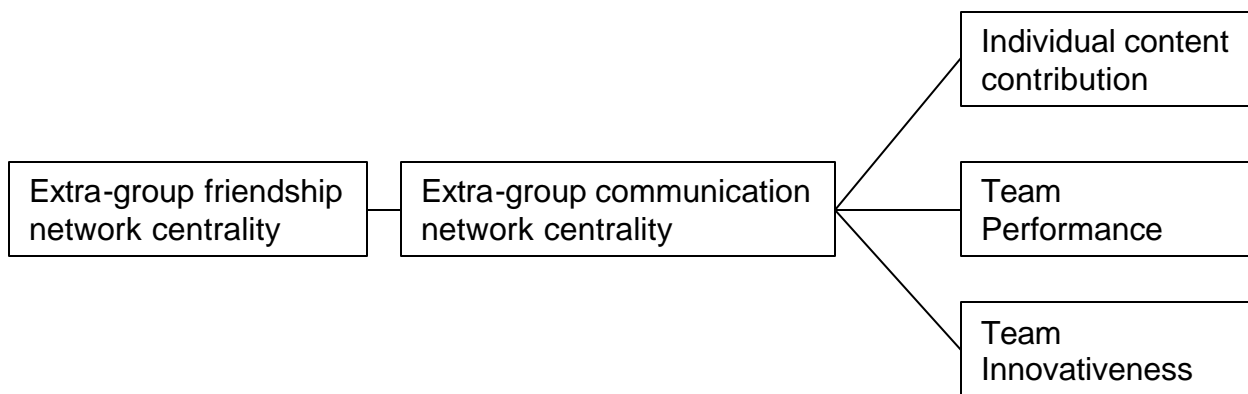 Individual content
contribution
Extra-group friendship
network centrality
Extra-group communication
network centrality
Team
Performance
Team
Innovativeness